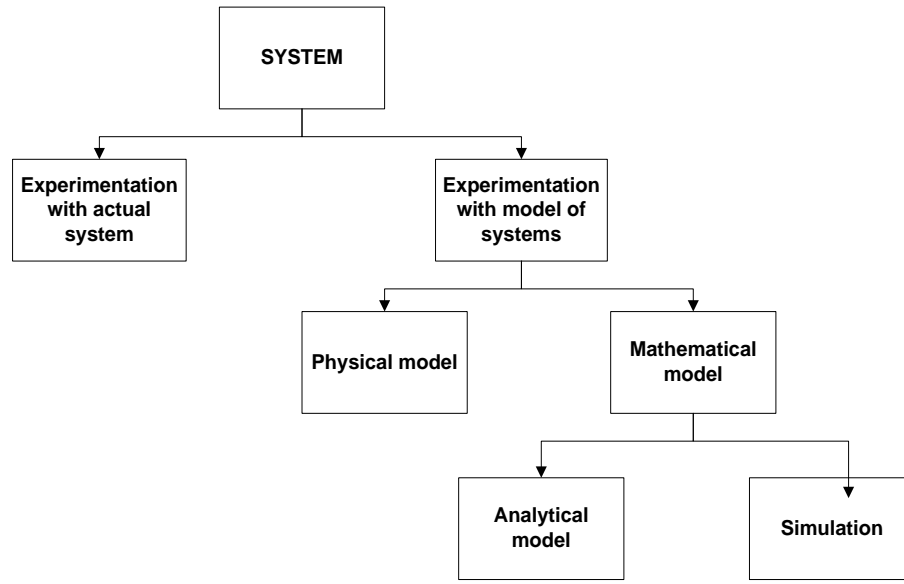 SYSTEM
Experimentation
with actual
system
Experimentation
with model of
systems
Physical model
Mathematical
model
Analytical
model
Simulation